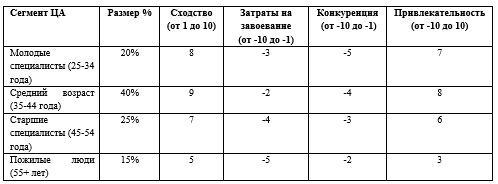 Сегмент ЦА
Размер %
Сходство
(от 1 до 10)
Затраты на
завоевание
(от -10 до -1)
Конкуренция
(от -10 до -1)
Привлекательность
(от -10 до 10)
Молодые
специалисты (25-34
года)
20%
8
-3
-5
7
Средний возраст
(35-44 года)
40%
9
-2
-4
8
Старшие
специалисты (45-54
года)
25%
7
-4
-3
6
Пожилые люди
(55+ лет)
15%
5
-5
-2
3